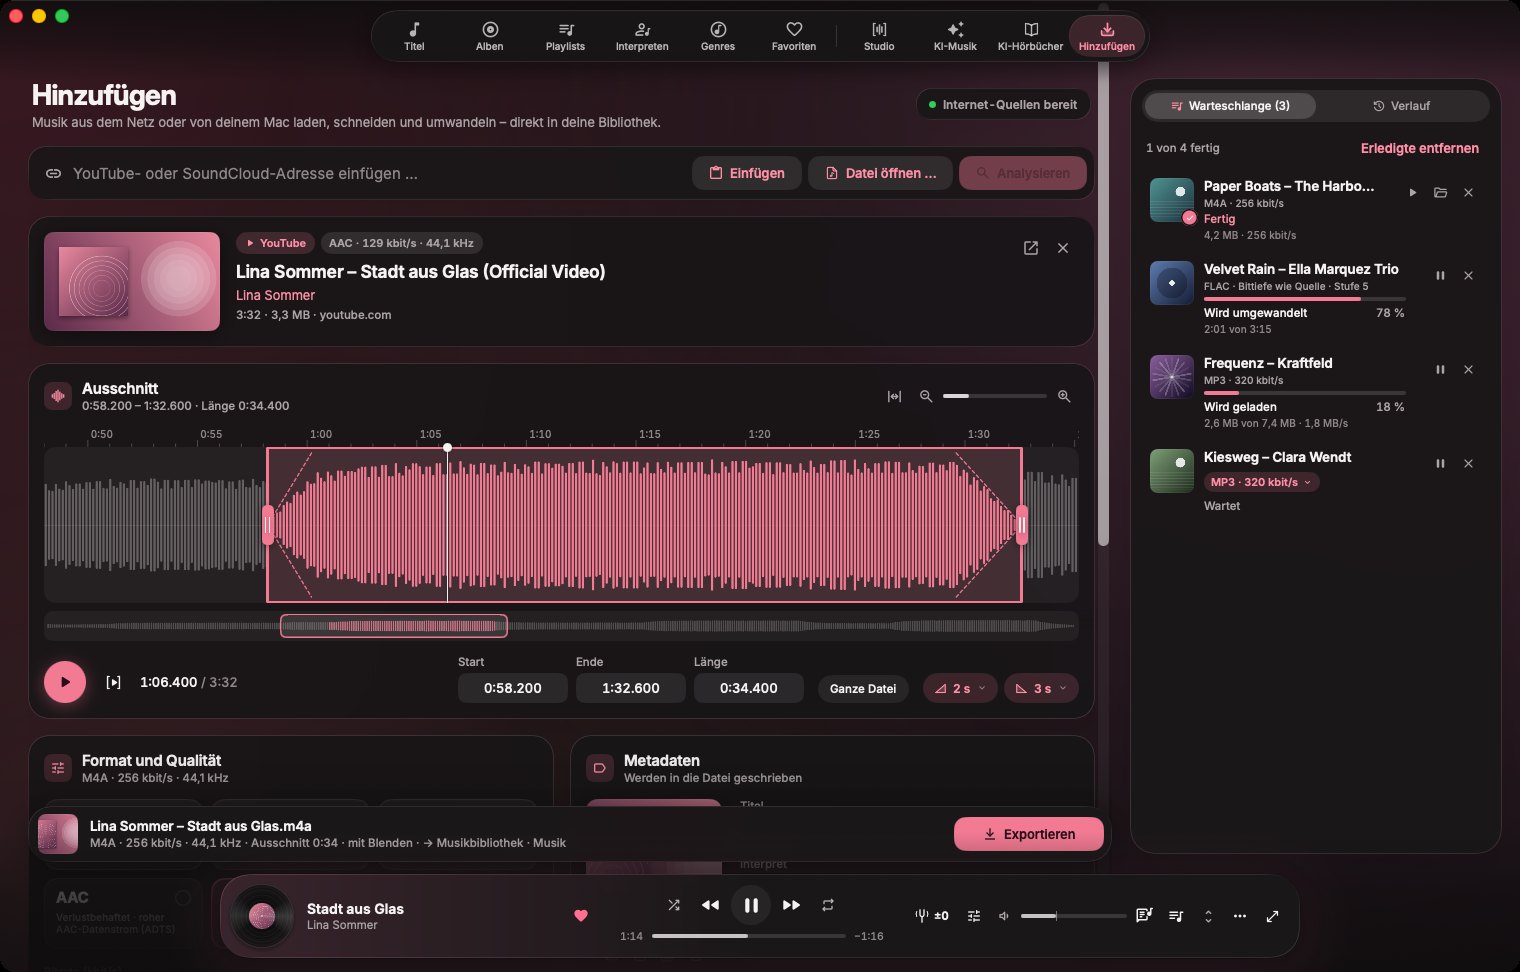 Titel
Alben
Playlists
Interpreten
Genres
Favoriten
Studio
KI-Musik
KI-Hörbücher
Hinzufügen
Hinzufügen
Musik aus dem Netz oder von deinem Mac laden, schneiden und umwandeln – direkt in deine Bibliothek.
Internet-Quellen bereit
YouTube- oder SoundCloud-Adresse einfügen ...
Einfügen
Datei öffnen ...
Analysieren
YouTube
AAC · 129 kbit/s · 44,1 kHz
Lina Sommer – Stadt aus Glas (Official Video)
Lina Sommer
3:32 · 3,3 MB · youtube.com
Ausschnitt
0:58.200 – 1:32.600 · Länge 0:34.400
0:50 0:55 1:00 1:05 1:10 1:15 1:20 1:25 1:30
1:06.400 / 3:32
Start
0:58.200
Ende
1:32.600
Länge
0:34.400
Ganze Datei
2 s
3 s
Format und Qualität
M4A · 256 kbit/s · 44,1 kHz
Metadaten
Werden in die Datei geschrieben
Titel
Lina Sommer – Stadt aus Glas.m4a
M4A · 256 kbit/s · 44,1 kHz · Ausschnitt 0:34 · mit Blenden · → Musikbibliothek · Musik
Exportieren
Interpret
AAC
Verlustbehaftet · roher
AAC-Datenstrom (ADTS)
Stadt aus Glas
Lina Sommer
1:14
−1:16
±0
Warteschlange (3)
Verlauf
1 von 4 fertig
Erledigte entfernen
Paper Boats – The Harbo...
M4A · 256 kbit/s
Fertig
4,2 MB · 256 kbit/s
Velvet Rain – Ella Marquez Trio
FLAC · Bittiefe wie Quelle · Stufe 5
Wird umgewandelt
78 %
2:01 von 3:15
Frequenz – Kraftfeld
MP3 · 320 kbit/s
Wird geladen
18 %
2,6 MB von 7,4 MB · 1,8 MB/s
Kiesweg – Clara Wendt
MP3 · 320 kbit/s
Wartet